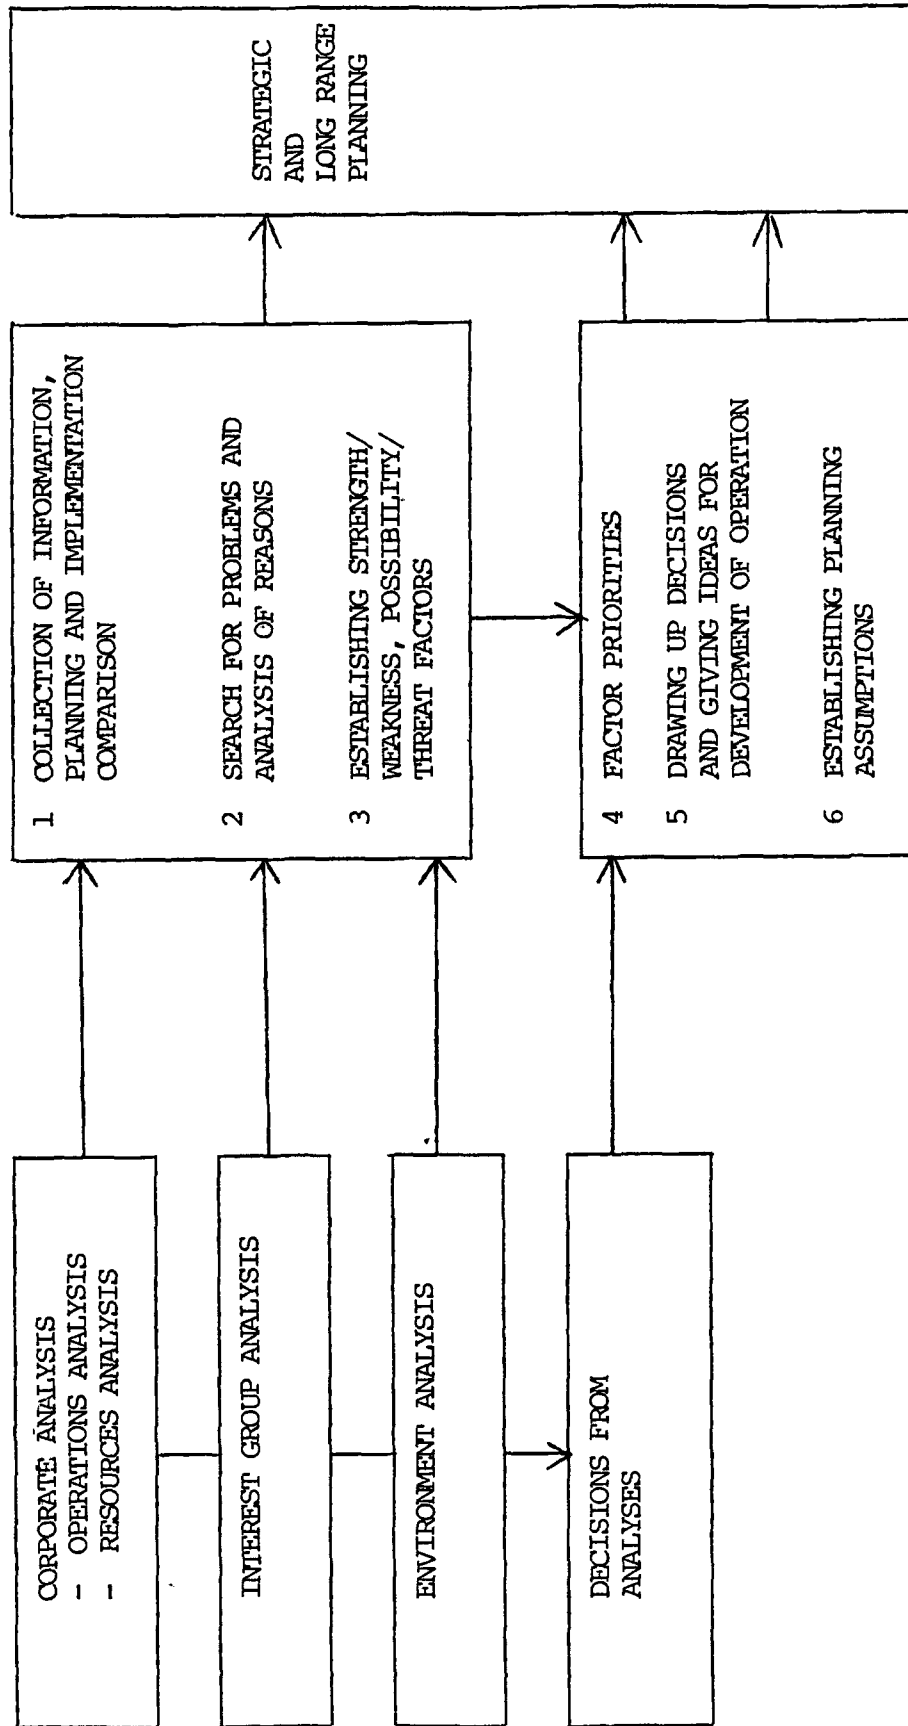 CORPORATE ANALYSIS
- OPERATIONS ANALYSIS
- RESOURCES ANALYSIS
INTEREST GROUP ANALYSIS
ENVIRONMENT ANALYSIS
DECISIONS FROM
ANALYSES
1 COLLECTION OF INFORMATION,
PLANNING AND IMPLEMENTATION
COMPARISON
2 SEARCH FOR PROBLEMS AND
ANALYSIS OF REASONS
3 ESTABLISHING STRENGTH/
WEAKNESS, POSSIBILITY/
THREAT FACTORS
4 FACTOR PRIORITIES
5 DRAWING UP DECISIONS
AND GIVING IDEAS FOR
DEVELOPMENT OF OPERATION
6 ESTABLISHING PLANNING
ASSUMPTIONS
STRATEGIC
AND
LONG RANGE
PLANNING